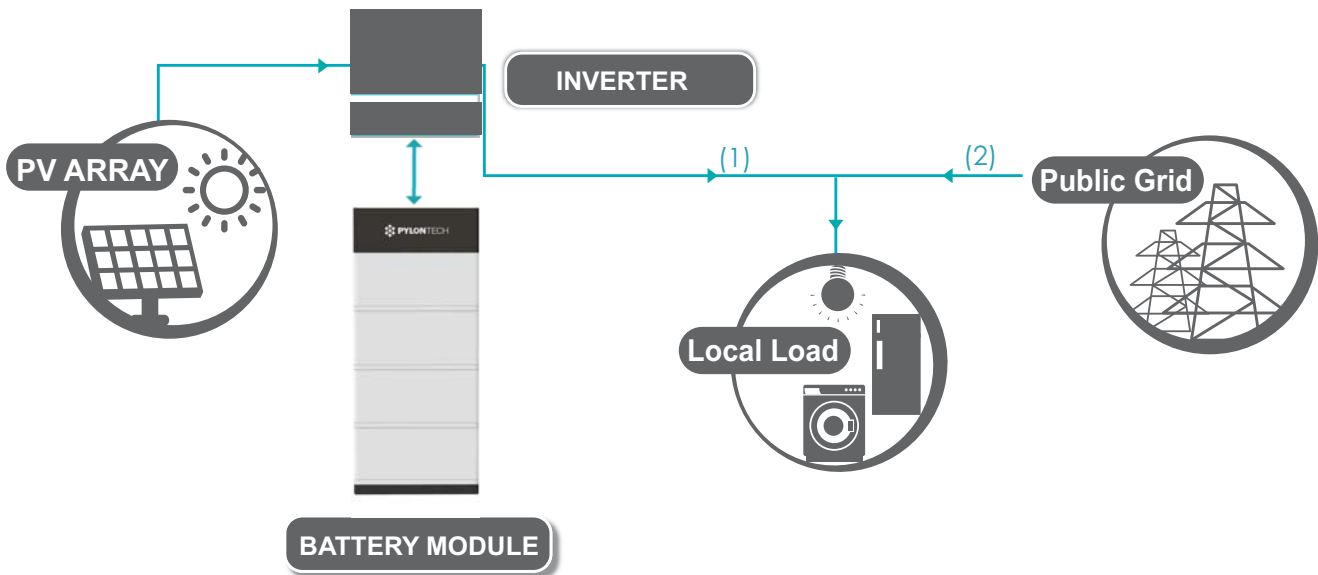 INVERTER
PV ARRAY
(1)
(2)
Public Grid
PYLONTECH
Local Load
BATTERY MODULE